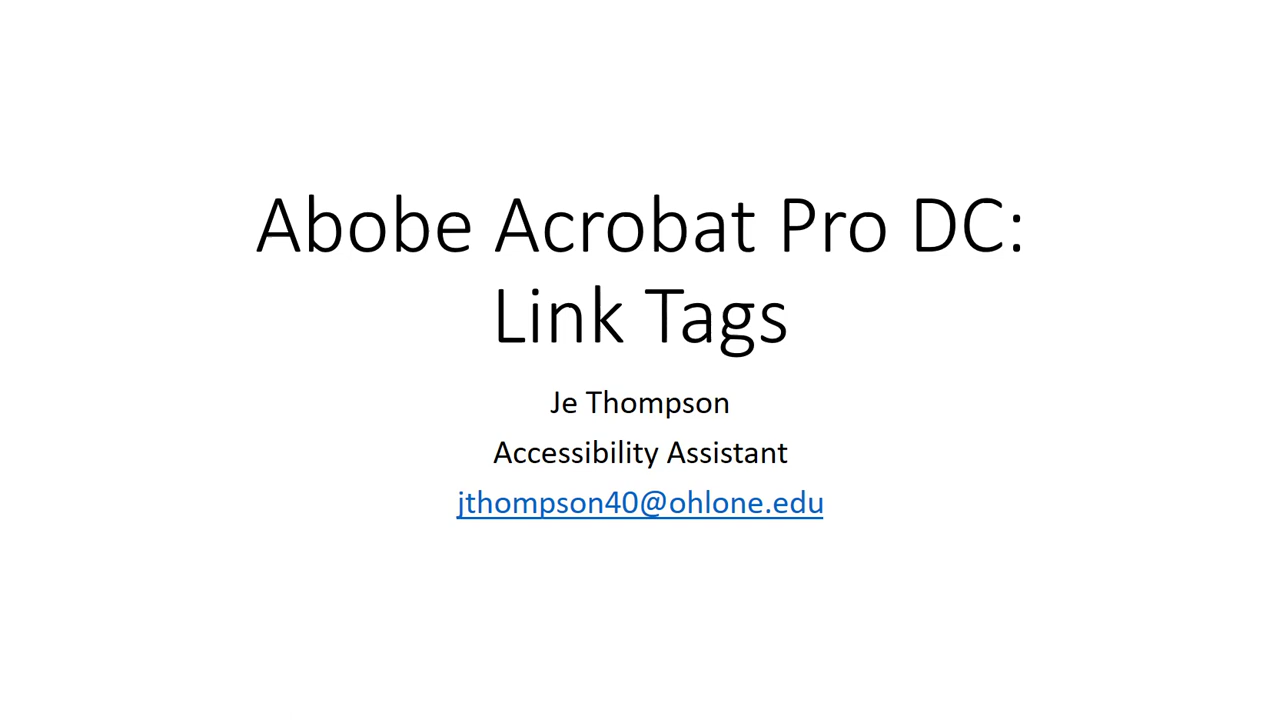 Abobe Acrobat Pro DC:
Link Tags
Je Thompson
Accessibility Assistant
jthompson40@ohlone.edu